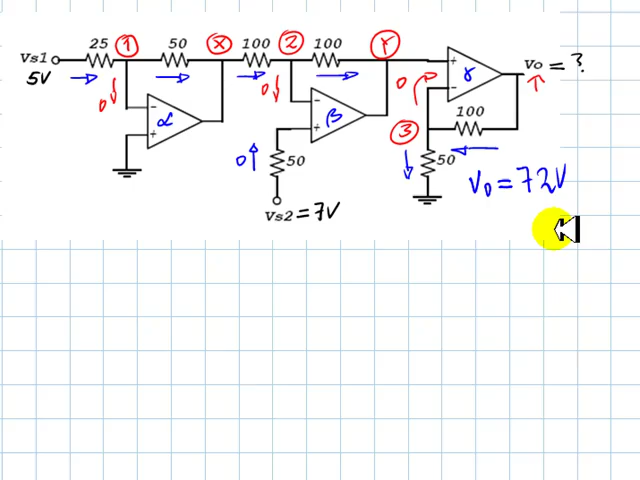 25 1 50 x 100 2 100 Y
Vs1 5V
0 0 0
α - +
β - +
γ + -
Vo = ?
100
3
0 50
50
Vs2 = 7V
Vo = 72V